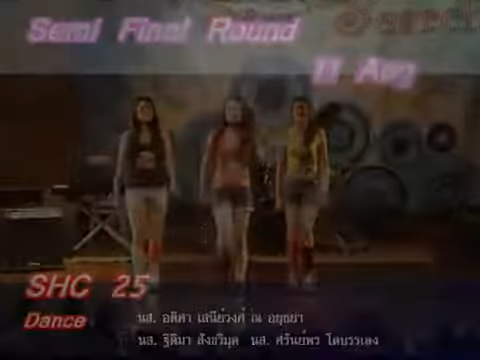 Search
Semi Final Round
11 Aug
SHC 25
Dance
นส. อติศา เสนีย์วงศ์ ณ อยุธยา
นส. ฐิติมา สังขวิมุต นส. ศรันย์พร โตบรรเลง